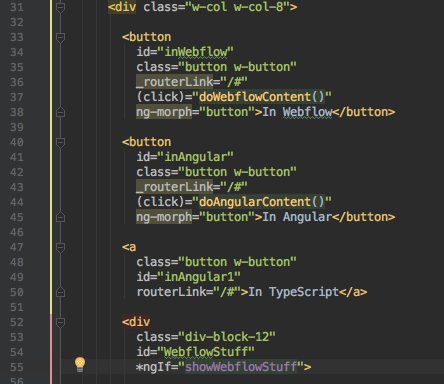 31 <div class="w-col w-col-8">
32
33 <button
34 id="inWebflow"
35 class="button w-button"
36 _routerLink="/#"
37 (click)="doWebflowContent()"
38 ng-morph="button">In Webflow</button>
39
40 <button
41 id="inAngular"
42 class="button w-button"
43 _routerLink="/#"
44 (click)="doAngularContent()"
45 ng-morph="button">In Angular</button>
46
47 <a
48 class="button w-button"
49 id="inAngular1"
50 routerLink="/#">In TypeScript</a>
51
52 <div
53 class="div-block-12"
54 id="WebflowStuff"
55 *ngIf="showWebflowStuff">
56